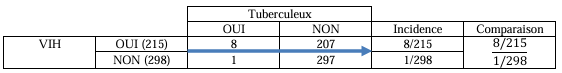 Tuberculeux
OUI NON Incidence Comparaison
VIH OUI (215) 8 207 8/215 8/215
NON (298) 1 297 1/298 1/298